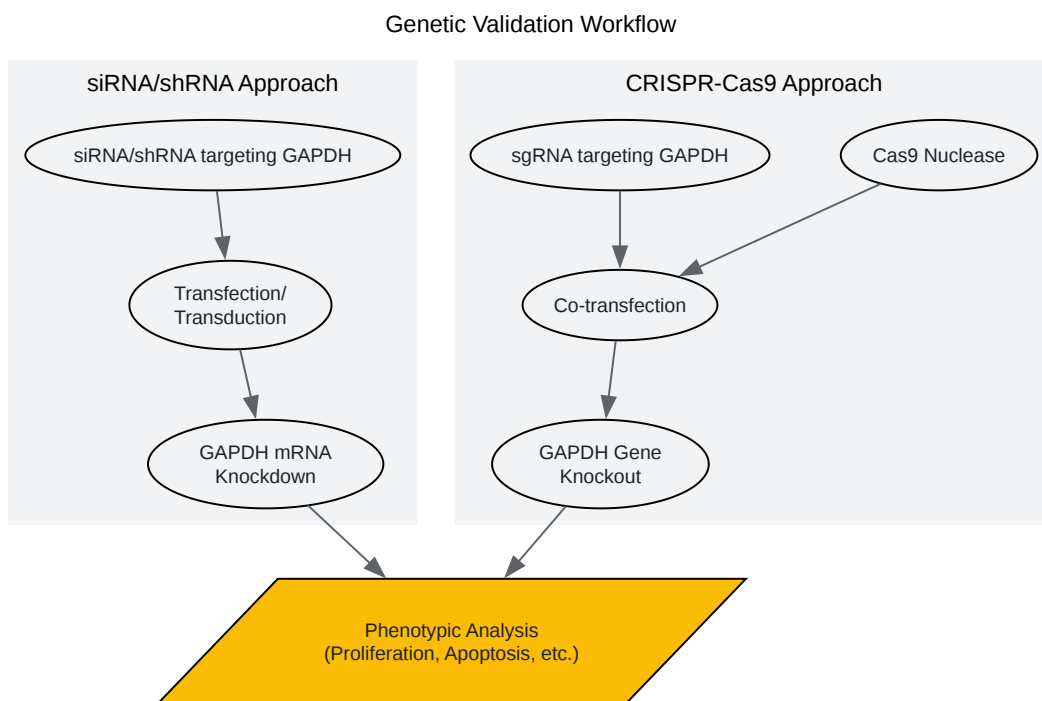 Genetic Validation Workflow
siRNA/shRNA Approach
siRNA/shRNA targeting GAPDH
Transfection/
Transduction
GAPDH mRNA
Knockdown
CRISPR-Cas9 Approach
sgRNA targeting GAPDH
Cas9 Nuclease
Co-transfection
GAPDH Gene
Knockout
Phenotypic Analysis
(Proliferation, Apoptosis, etc.)